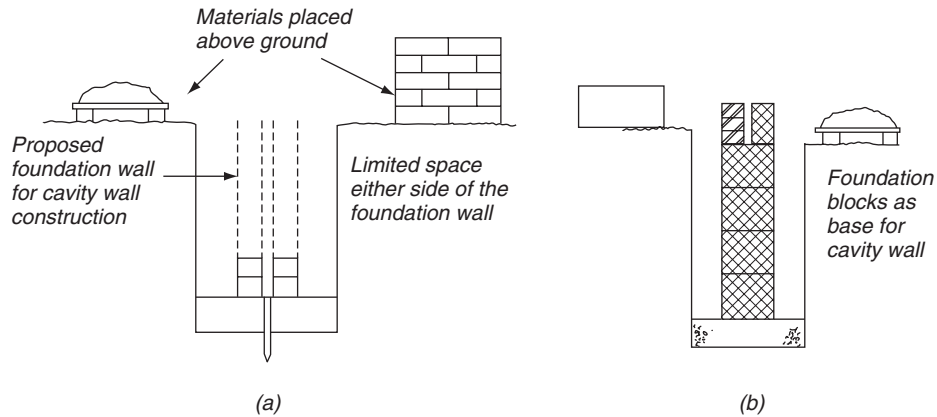 Materials placed
above ground
Proposed
foundation wall
for cavity wall
construction
Limited space
either side of the
foundation wall
Foundation
blocks as
base for
cavity wall
(a)
(b)